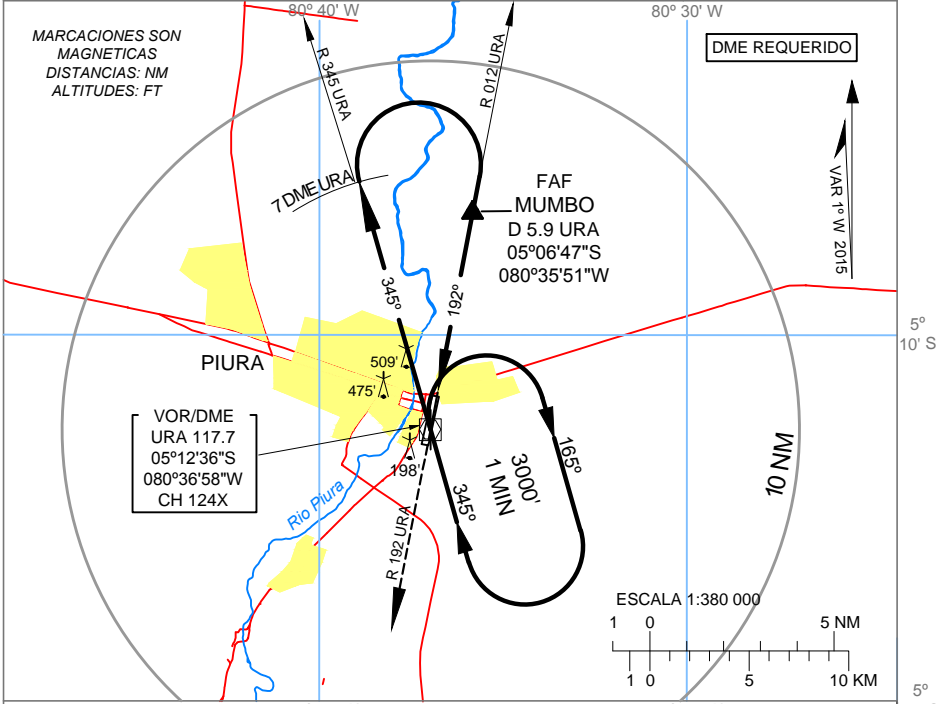 80º 40' W
80º 30' W
MARCACIONES SON
MAGNETICAS
DISTANCIAS: NM
ALTITUDES: FT
DME REQUERIDO
R 345 URA
R 012 URA
VAR 1º W 2015
7 DME URA
FAF
MUMBO
D 5.9 URA
05º06'47"S
080º35'51"W
345º
192º
5º
10' S
PIURA
509'
475'
VOR/DME
URA 117.7
05º12'36"S
080º36'58"W
CH 124X
198'
165º
3000'
1 MIN
345º
10 NM
Rio Piura
R 192 URA
ESCALA 1:380 000
1 0 5 NM
1 0 5 10 KM
5º